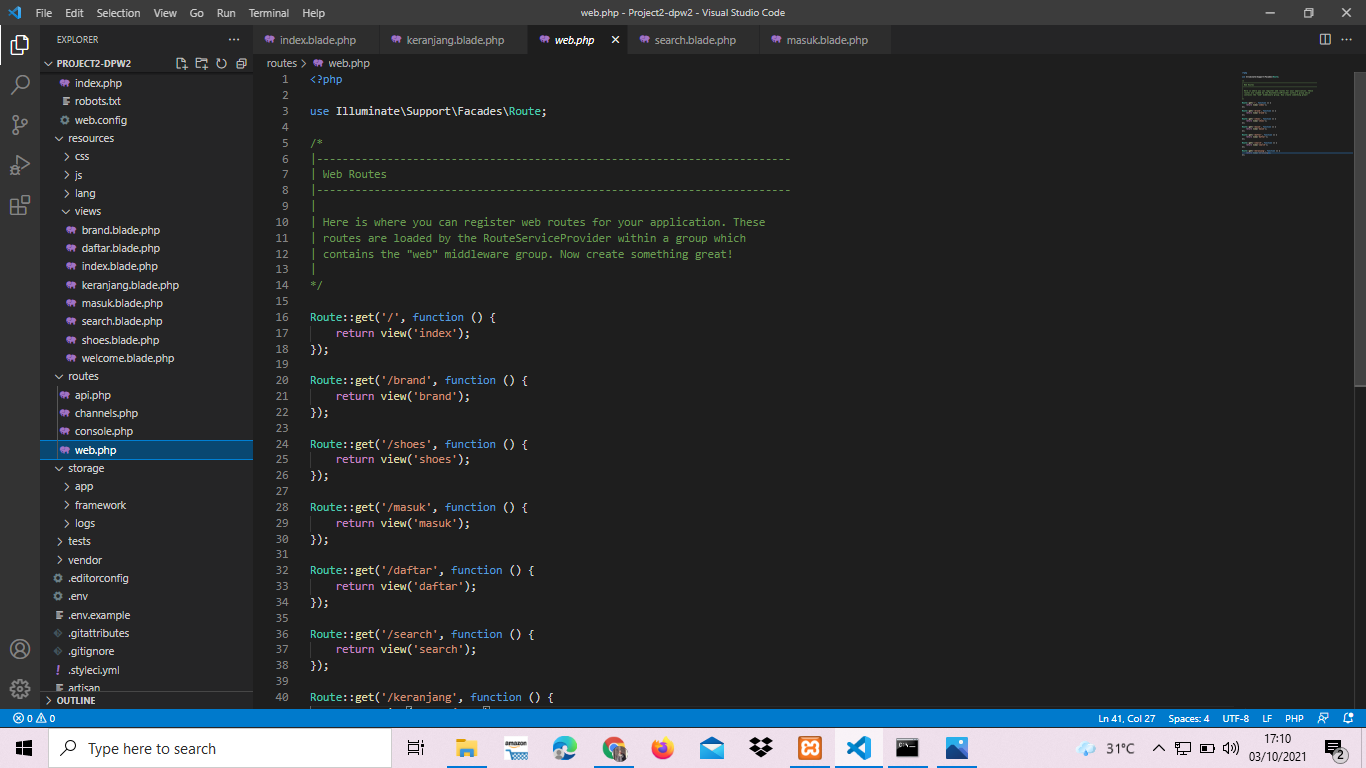 File Edit Selection View Go Run Terminal Help
web.php - Project2-dpw2 - Visual Studio Code
EXPLORER
PROJECT2-DPW2
index.php
robots.txt
web.config
resources
css
js
lang
views
brand.blade.php
daftar.blade.php
index.blade.php
keranjang.blade.php
masuk.blade.php
search.blade.php
shoes.blade.php
welcome.blade.php
routes
api.php
channels.php
console.php
web.php
storage
app
framework
logs
tests
vendor
.editorconfig
.env
.env.example
.gitattributes
.gitignore
.styleci.yml
artisan
OUTLINE
index.blade.php keranjang.blade.php web.php search.blade.php masuk.blade.php
routes > web.php
1 <?php
2
3 use Illuminate\Support\Facades\Route;
4
5 /*
6 |--------------------------------------------------------------------------
7 | Web Routes
8 |--------------------------------------------------------------------------
9 |
10 | Here is where you can register web routes for your application. These
11 | routes are loaded by the RouteServiceProvider within a group which
12 | contains the "web" middleware group. Now create something great!
13 |
14 */
15
16 Route::get('/', function () {
17     return view('index');
18 });
19
20 Route::get('/brand', function () {
21     return view('brand');
22 });
23
24 Route::get('/shoes', function () {
25     return view('shoes');
26 });
27
28 Route::get('/masuk', function () {
29     return view('masuk');
30 });
31
32 Route::get('/daftar', function () {
33     return view('daftar');
34 });
35
36 Route::get('/search', function () {
37     return view('search');
38 });
39
40 Route::get('/keranjang', function () {
0 0
Ln 41, Col 27 Spaces: 4 UTF-8 LF PHP
Type here to search
amazon
31°C
17:10
03/10/2021
2